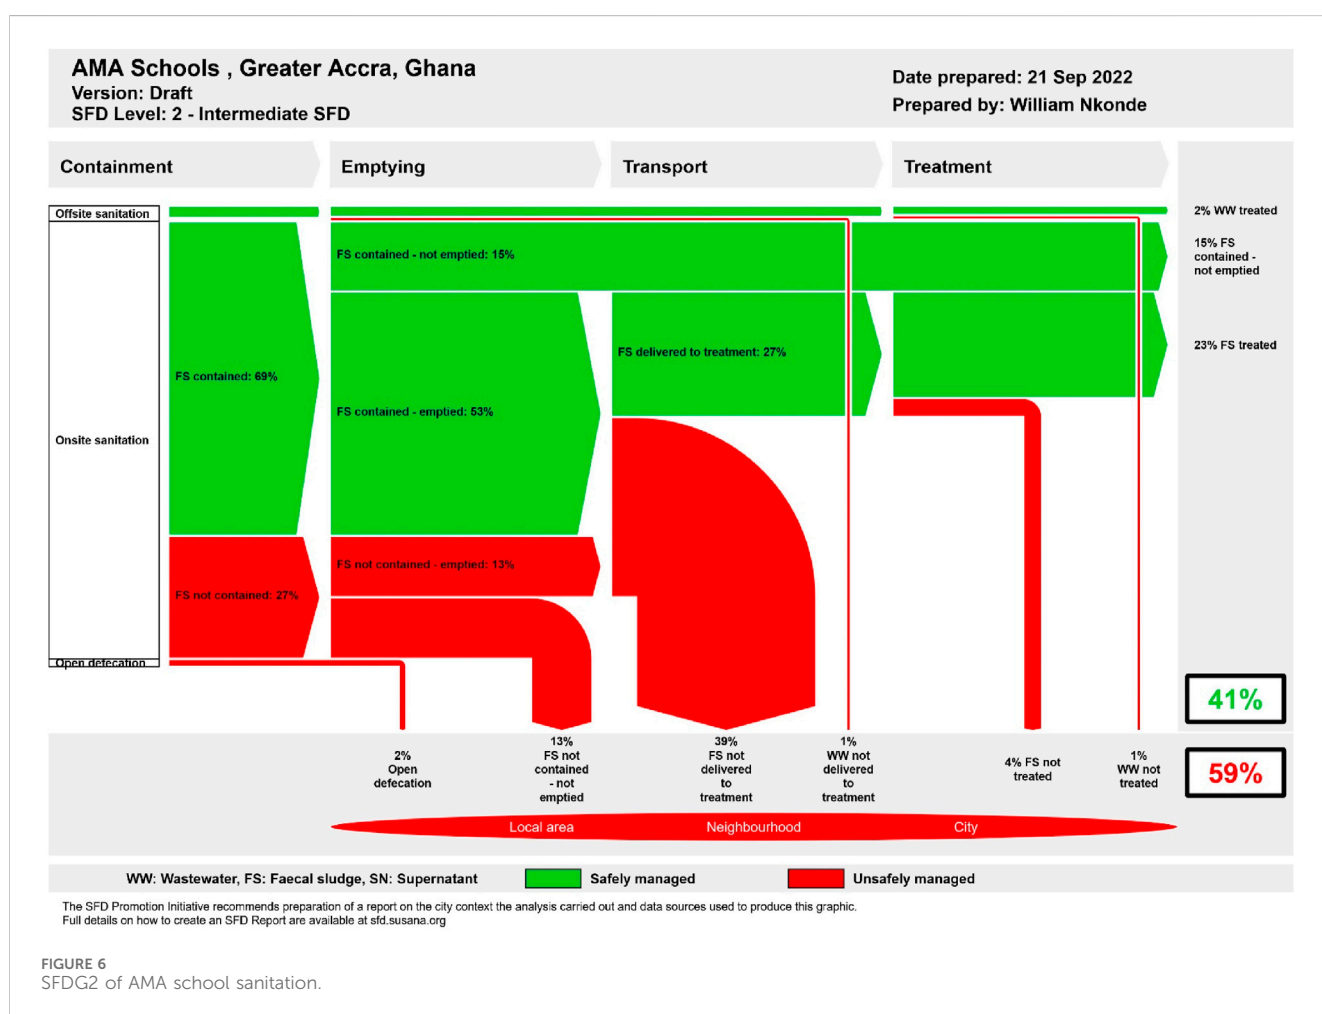 AMA Schools , Greater Accra, Ghana
Version: Draft
SFD Level: 2 - Intermediate SFD
Date prepared: 21 Sep 2022
Prepared by: William Nkonde
Containment
Emptying
Transport
Treatment
Offsite sanitation
2% WW treated
FS contained - not emptied: 15%
15% FS
contained -
not emptied
FS delivered to treatment: 27%
23% FS treated
FS contained: 69%
FS contained - emptied: 53%
Onsite sanitation
FS not contained - emptied: 13%
FS not contained: 27%
Open defecation
41%
2%
Open
defecation
13%
FS not
contained
- not
emptied
39%
FS not
delivered
to
treatment
1%
WW not
delivered
to
treatment
4% FS not
treated
1%
WW not
treated
59%
Local area
Neighbourhood
City
WW: Wastewater, FS: Faecal sludge, SN: Supernatant
Safely managed
Unsafely managed
The SFD Promotion Initiative recommends preparation of a report on the city context the analysis carried out and data sources used to produce this graphic.
Full details on how to create an SFD Report are available at sfd.susana.org
FIGURE 6
SFDG2 of AMA school sanitation.